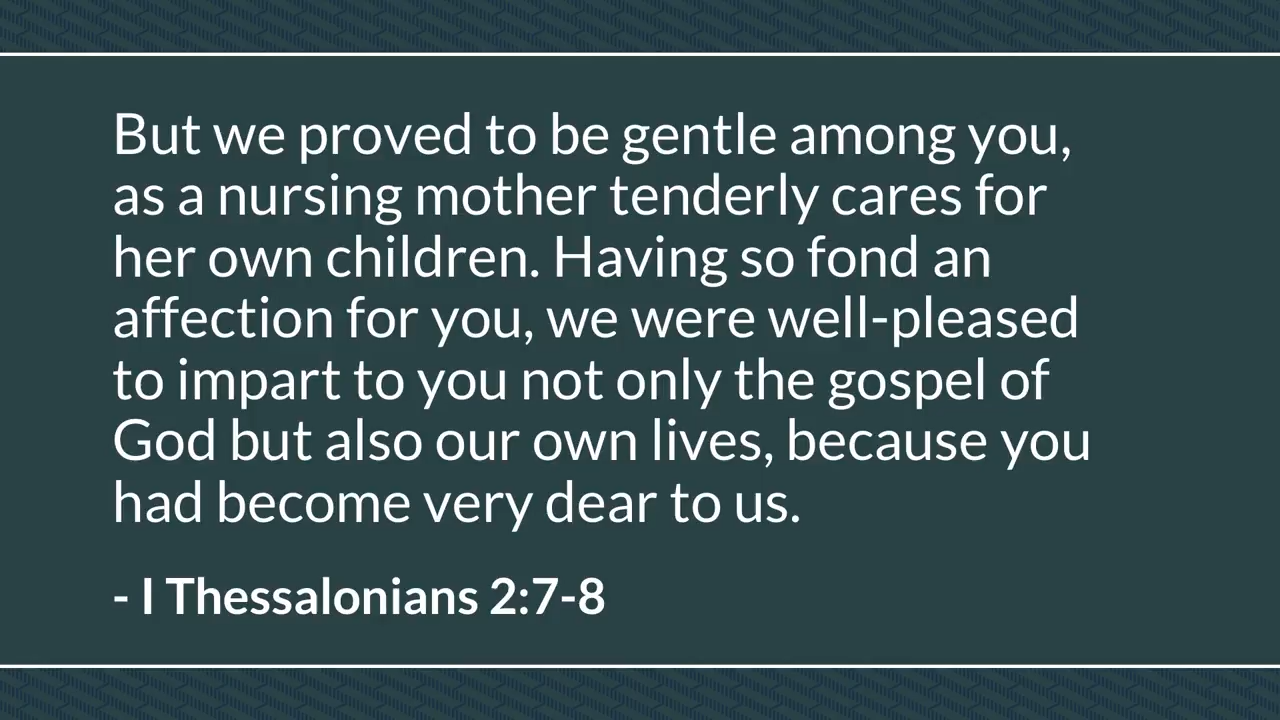 But we proved to be gentle among you,
as a nursing mother tenderly cares for
her own children. Having so fond an
affection for you, we were well-pleased
to impart to you not only the gospel of
God but also our own lives, because you
had become very dear to us.
- I Thessalonians 2:7-8